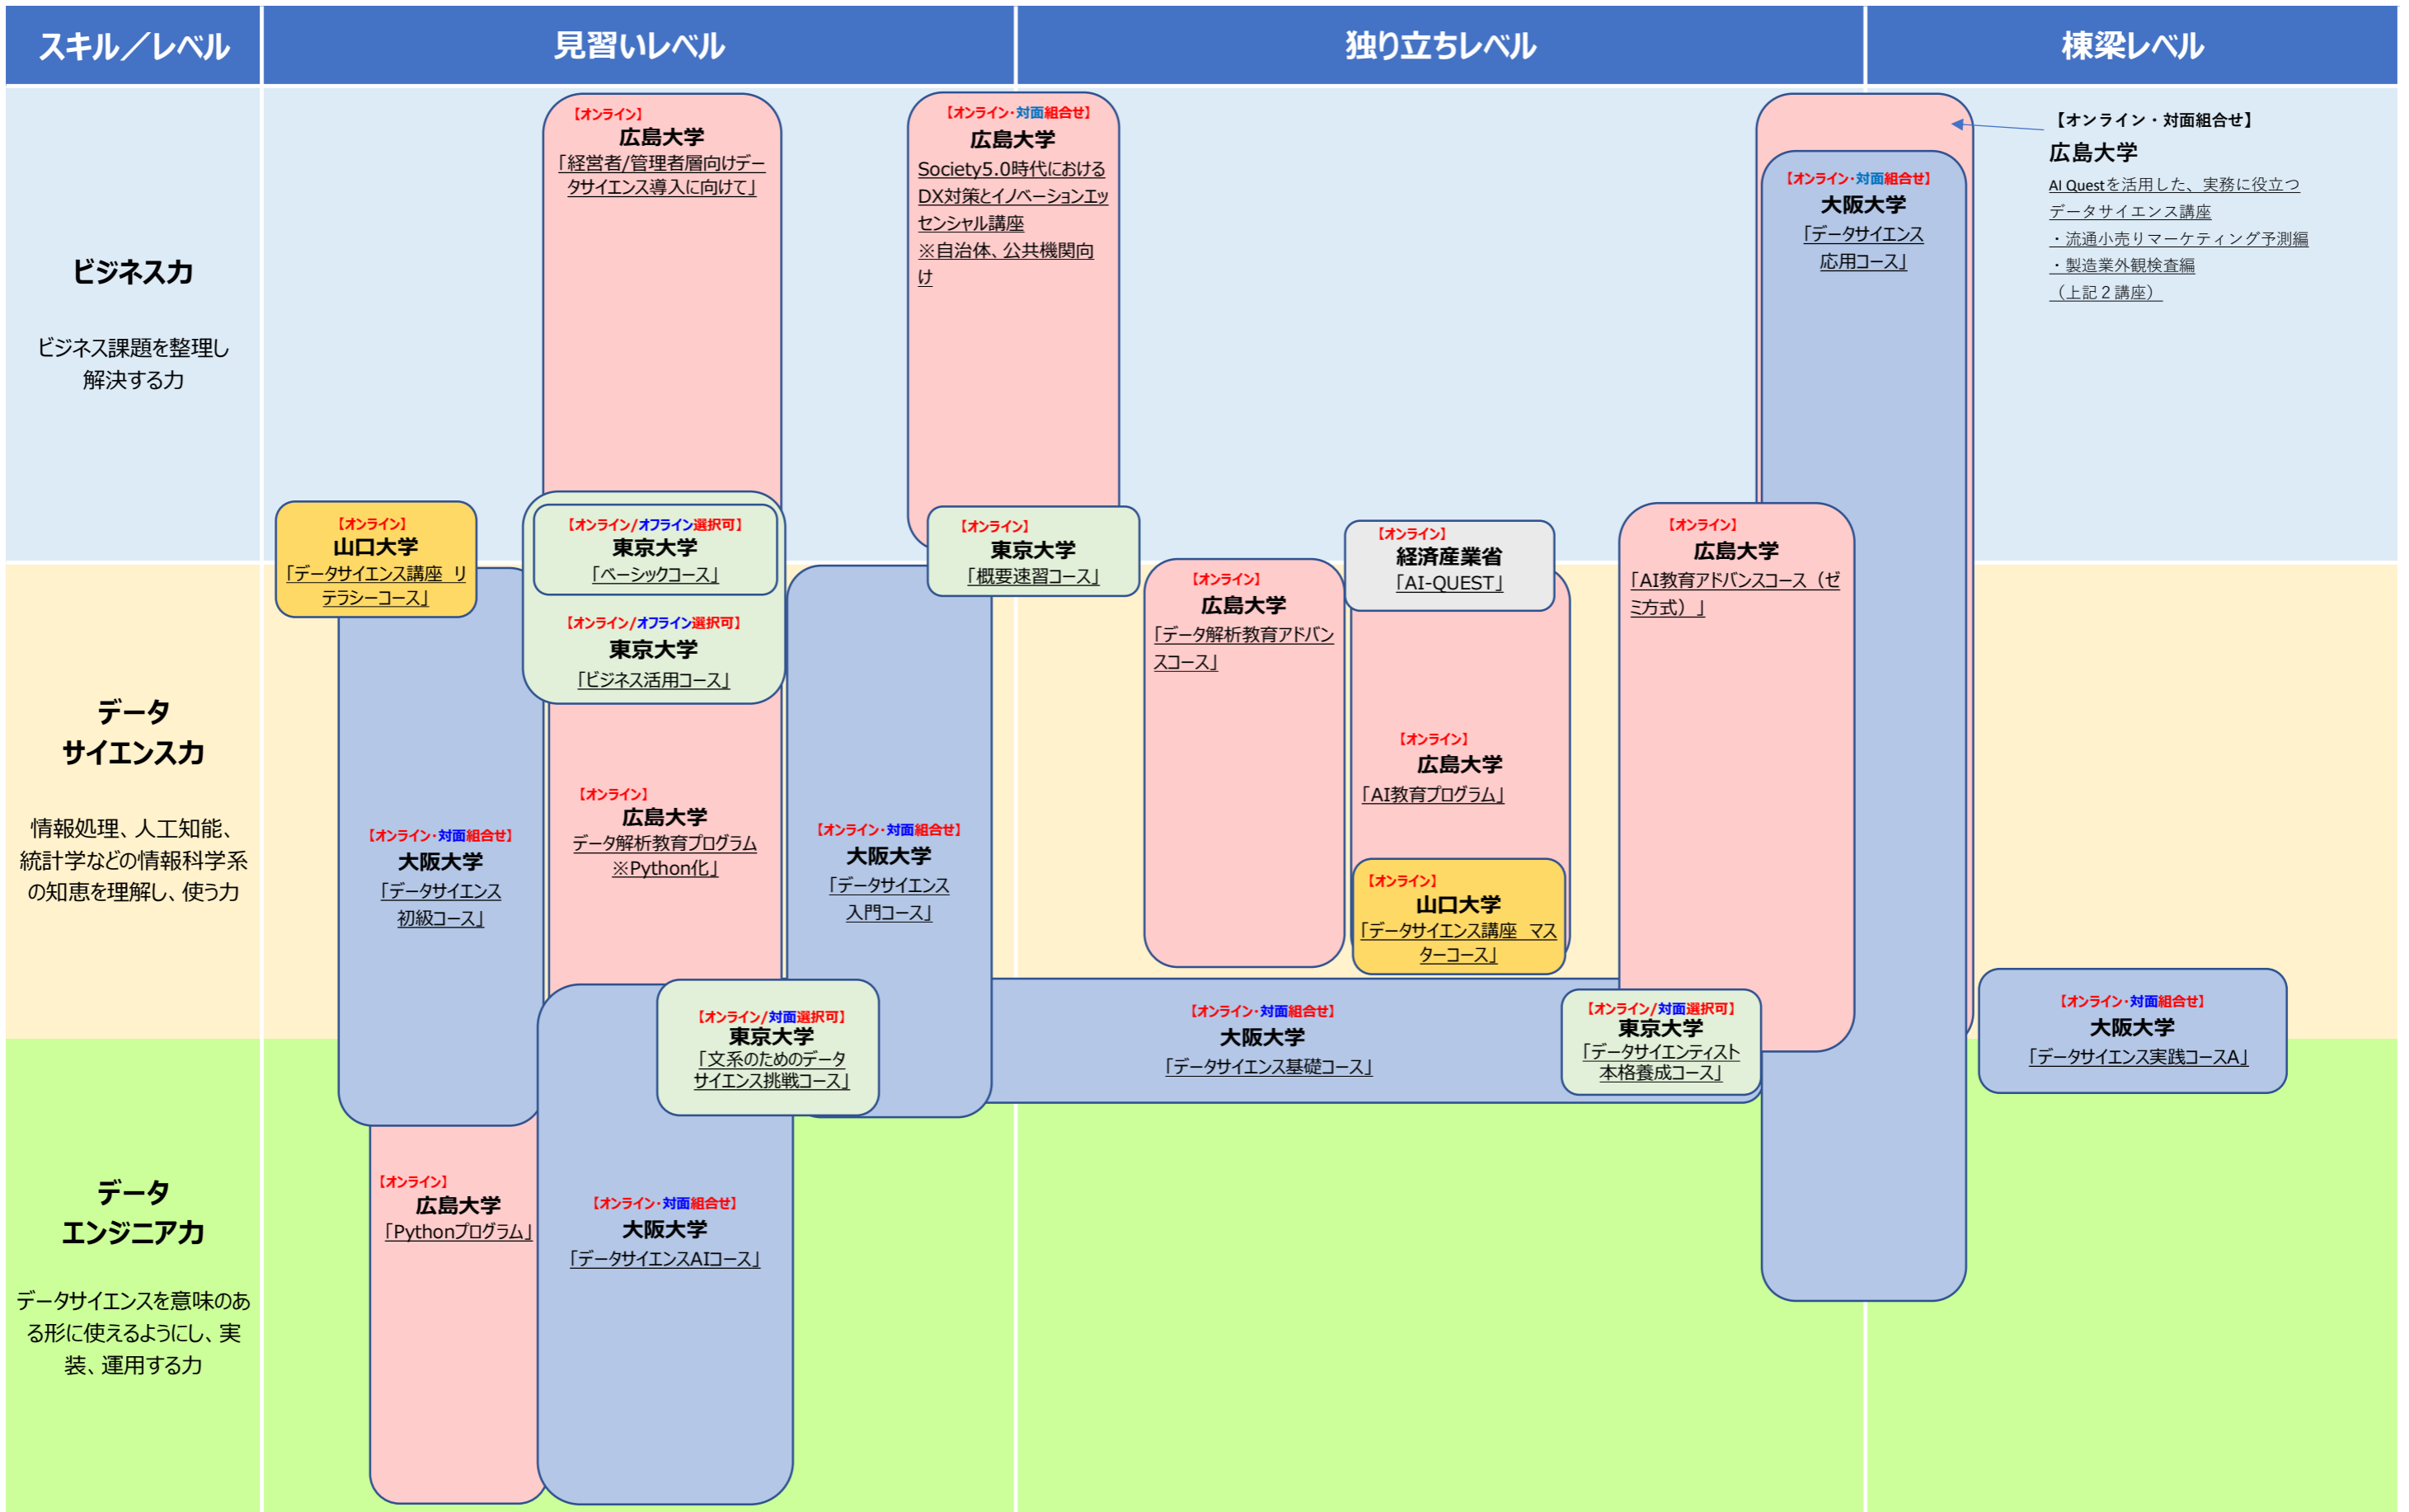 スキル／レベル
見習いレベル
独り立ちレベル
棟梁レベル
ビジネス力
ビジネス課題を整理し
解決する力
【オンライン】
広島大学
「経営者/管理者層向けデー
タサイエンス導入に向けて」
【オンライン・対面組合せ】
広島大学
Society5.0時代における
DX対策とイノベーションエッ
センシャル講座
※自治体、公共機関向
け
【オンライン・対面組合せ】
大阪大学
「データサイエンス
応用コース」
【オンライン・対面組合せ】
広島大学
AI Questを活用した、実務に役立つ
データサイエンス講座
・流通小売りマーケティング予測編
・製造業外観検査編
（上記２講座）
【オンライン】
山口大学
「データサイエンス講座　リ
テラシーコース」
【オンライン/オフライン選択可】
東京大学
「ベーシックコース」
【オンライン/オフライン選択可】
東京大学
「ビジネス活用コース」
【オンライン】
東京大学
「概要速習コース」
【オンライン】
広島大学
「データ解析教育アドバン
スコース」
【オンライン】
経済産業省
「AI-QUEST」
【オンライン】
広島大学
「AI教育アドバンスコース（ゼ
ミ方式）」
データ
サイエンス力
情報処理、人工知能、
統計学などの情報科学系
の知恵を理解し、使う力
【オンライン・対面組合せ】
大阪大学
「データサイエンス
初級コース」
【オンライン】
広島大学
データ解析教育プログラム
※Python化」
【オンライン・対面組合せ】
大阪大学
「データサイエンス
入門コース」
【オンライン】
広島大学
「AI教育プログラム」
【オンライン】
山口大学
「データサイエンス講座　マス
ターコース」
【オンライン/対面選択可】
東京大学
「文系のためのデータ
サイエンス挑戦コース」
【オンライン・対面組合せ】
大阪大学
「データサイエンス基礎コース」
【オンライン/対面選択可】
東京大学
「データサイエンティスト
本格養成コース」
【オンライン・対面組合せ】
大阪大学
「データサイエンス実践コースA」
データ
エンジニア力
データサイエンスを意味のあ
る形に使えるようにし、実
装、運用する力
【オンライン】
広島大学
「Pythonプログラム」
【オンライン・対面組合せ】
大阪大学
「データサイエンスAIコース」